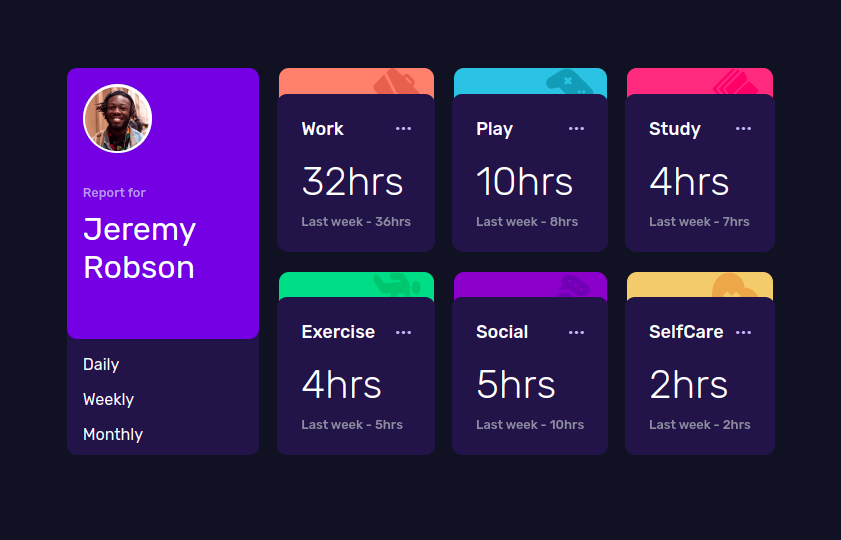 Report for
Jeremy
Robson
Daily
Weekly
Monthly
Work
32hrs
Last week - 36hrs
Play
10hrs
Last week - 8hrs
Study
4hrs
Last week - 7hrs
Exercise
4hrs
Last week - 5hrs
Social
5hrs
Last week - 10hrs
SelfCare
2hrs
Last week - 2hrs